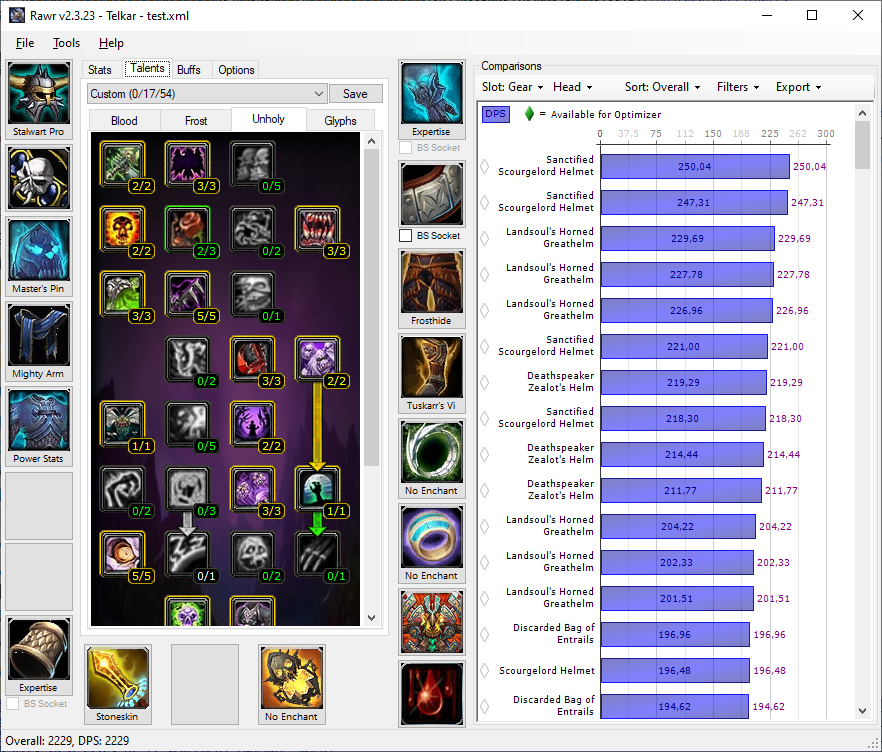 Rawr v2.3.23 - Telkar - test.xml
File Tools Help
Stalwart Pro
Master's Pin
Mighty Arm
Power Stats
Expertise
BS Socket
Stats Talents Buffs Options
Custom (0/17/54) Save
Blood Frost Unholy Glyphs
2/2 3/3 0/5
2/2 2/3 0/2 3/3
3/3 5/5 0/1
0/2 3/3 2/2
1/1 0/5 2/2
0/2 0/3 3/3 1/1
5/5 0/1 0/2 0/1
Stoneskin
No Enchant
Expertise
BS Socket
BS Socket
Frosthide
Tuskarr's Vi
No Enchant
No Enchant
Comparisons
Slot: Gear Head Sort: Overall Filters Export
DPS = Available for Optimizer
0 37,5 75 112 150 188 225 262 300
Sanctified
Scourgelord Helmet 250,04 250,04
Sanctified
Scourgelord Helmet 247,31 247,31
Landsoul's Horned
Greathelm 229,69 229,69
Landsoul's Horned
Greathelm 227,78 227,78
Landsoul's Horned
Greathelm 226,96 226,96
Sanctified
Scourgelord Helmet 221,00 221,00
Deathspeaker
Zealot's Helm 219,29 219,29
Sanctified
Scourgelord Helmet 218,30 218,30
Deathspeaker
Zealot's Helm 214,44 214,44
Deathspeaker
Zealot's Helm 211,77 211,77
Landsoul's Horned
Greathelm 204,22 204,22
Landsoul's Horned
Greathelm 202,33 202,33
Landsoul's Horned
Greathelm 201,51 201,51
Discarded Bag of
Entrails 196,96 196,96
Scourgelord Helmet 196,48 196,48
Discarded Bag of
Entrails 194,62 194,62
Overall: 2229, DPS: 2229